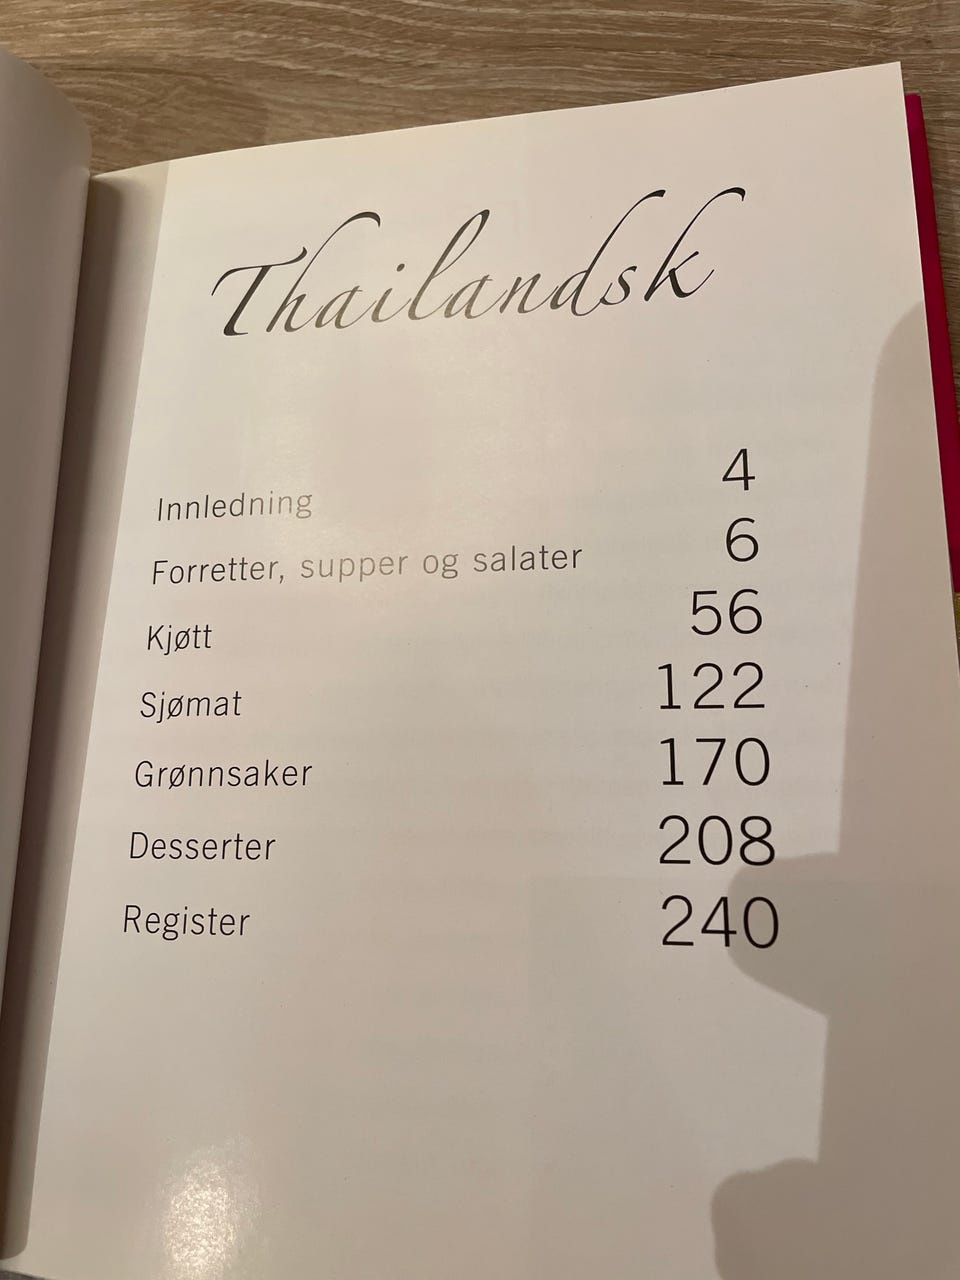 Thailandsk
Innledning 4
Forretter, supper og salater 6
Kjøtt 56
Sjømat 122
Grønnsaker 170
Desserter 208
Register 240